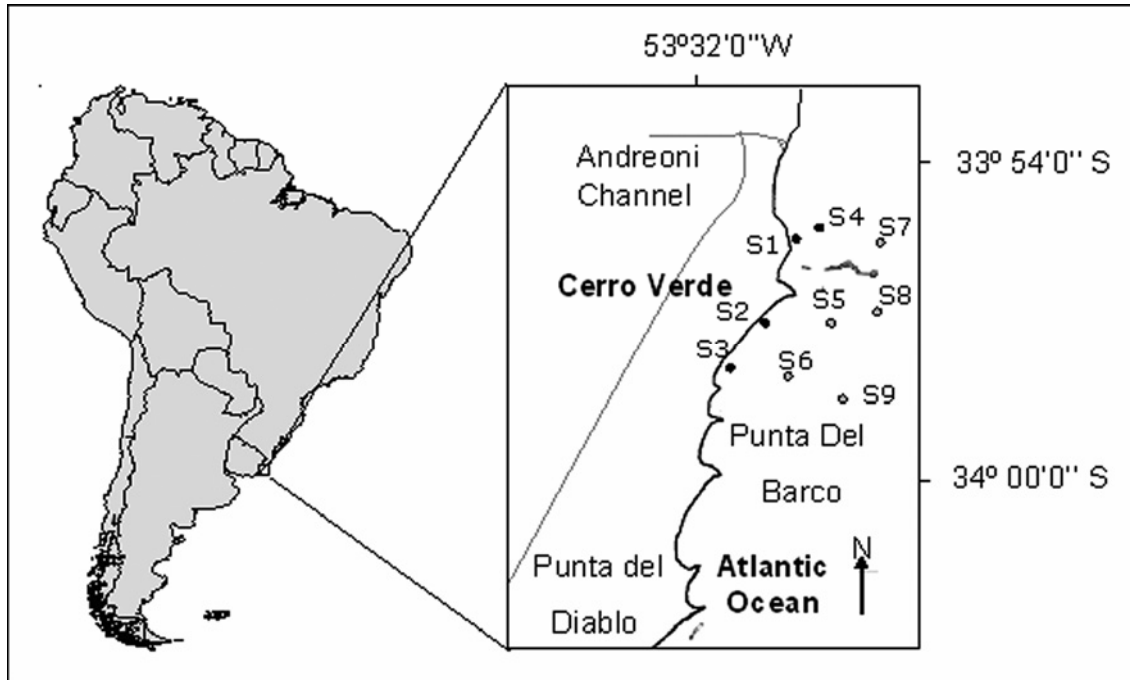 53º32'0"W
Andreoni
Channel
33º 54'0" S
S4
S7
S1
Cerro Verde
S8
S5
S2
S3
S6
S9
Punta Del
Barco
34º 00'0" S
N
Punta del
Diablo
Atlantic
Ocean